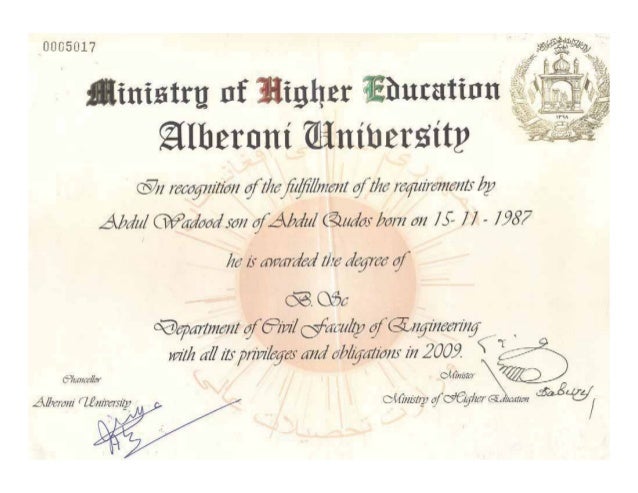 0005017
Ministry of Higher Education
Alberoni University
In recognition of the fulfillment of the requirements by
Abdul Wadood son of Abdul Qudos born on 15- 11 - 1987
he is awarded the degree of
B. Sc
Department of Civil Faculty of Engineering
with all its privileges and obligations in 2009.
Chancellor
Minister
Alberoni University
Ministry of Higher Education